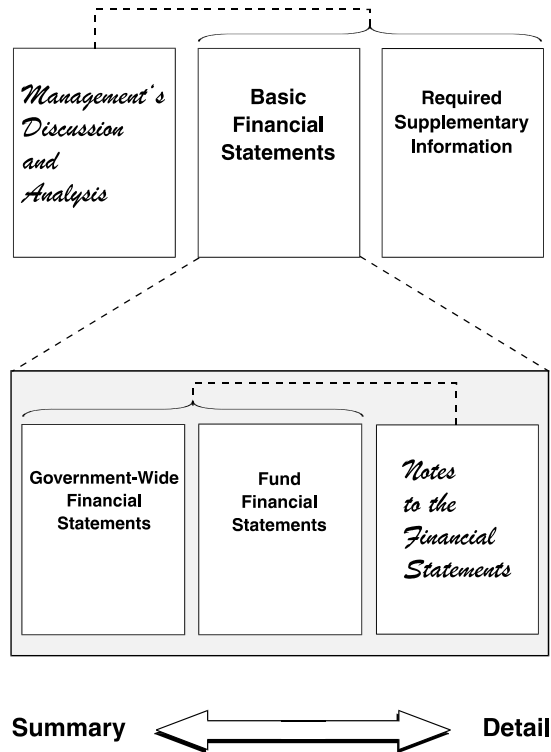 Management's
Discussion
and
Analysis
Basic
Financial
Statements
Required
Supplementary
Information
Government-Wide
Financial
Statements
Fund
Financial
Statements
Notes
to the
Financial
Statements
Summary
Detail